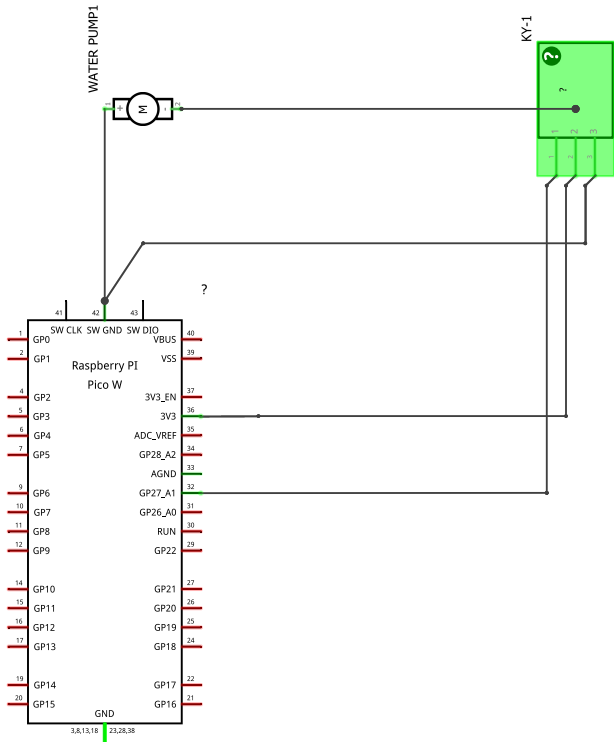 WATER PUMP1
KY-1
?
?
1
2
3
1
2
3
1
+
M
-
2
?
41
42
43
SW CLK
SW GND
SW DIO
Raspberry PI
Pico W
1 GP0
VBUS 40
2 GP1
VSS 39
4 GP2
3V3_EN 37
5 GP3
3V3 36
6 GP4
ADC_VREF 35
7 GP5
GP28_A2 34
AGND 33
9 GP6
GP27_A1 32
10 GP7
GP26_A0 31
11 GP8
RUN 30
12 GP9
GP22 29
14 GP10
GP21 27
15 GP11
GP20 26
16 GP12
GP19 25
17 GP13
GP18 24
19 GP14
GP17 22
20 GP15
GP16 21
GND
3,8,13,18
23,28,38